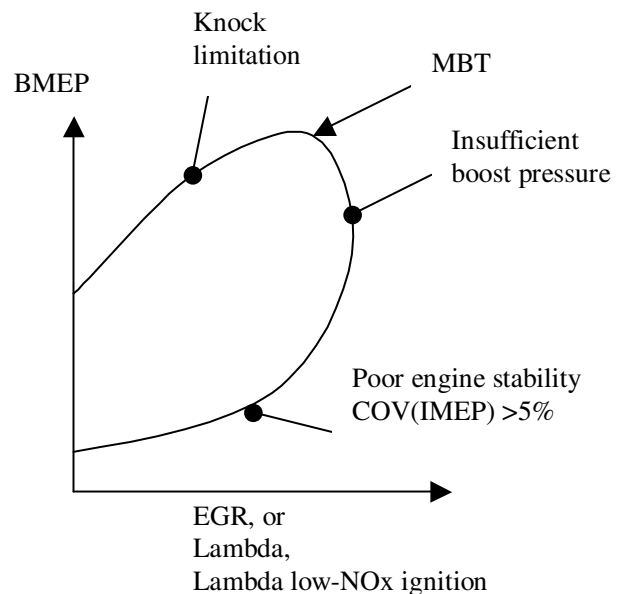 Knock
limitation
BMEP
MBT
Insufficient
boost pressure
Poor engine stability
COV(IMEP) >5%
EGR, or
Lambda,
Lambda low-NOx ignition